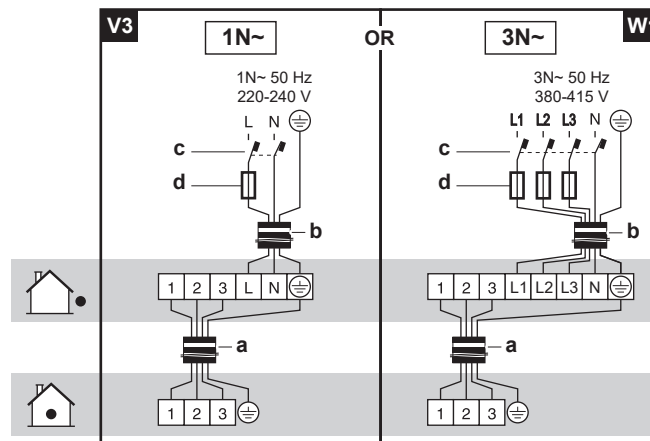 V3
1N~
OR
3N~
W1
1N~ 50 Hz
220-240 V
3N~ 50 Hz
380-415 V
L N
L1 L2 L3 N
c
c
d
d
b
b
1 2 3 L N
1 2 3 L1 L2 L3 N
a
a
1 2 3
1 2 3